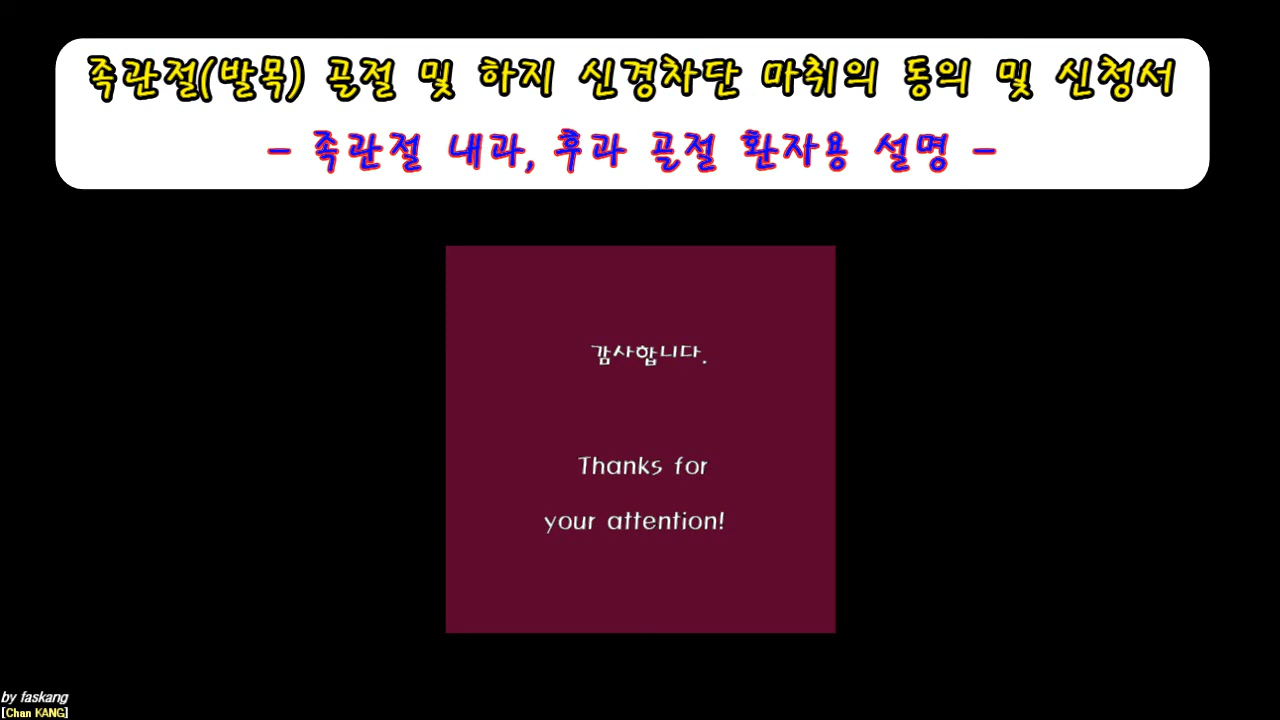 족관절(발목) 골절 및 하지 신경차단 마취의 동의 및 신청서
- 족관절 내과, 후과 골절 환자용 설명 -
감사합니다.
Thanks for
your attention!
by faskang
[Chan KANG]